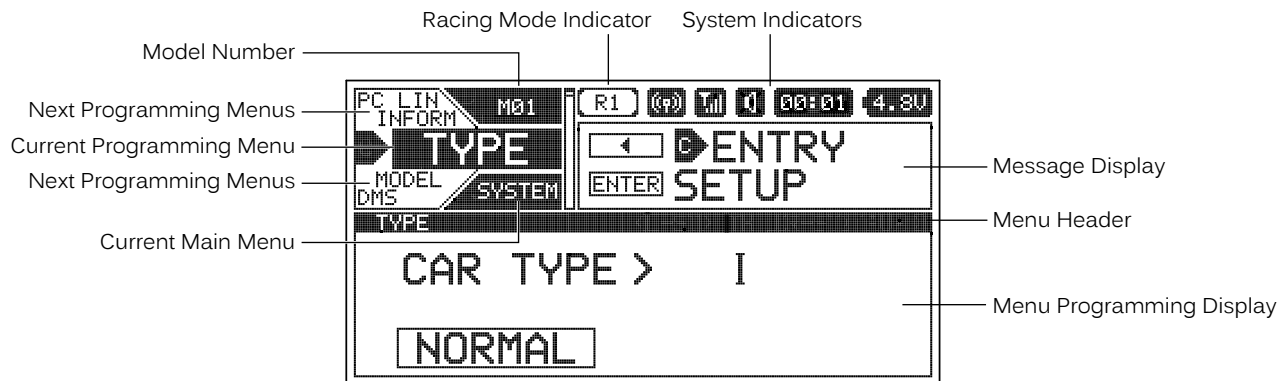 Racing Mode Indicator System Indicators
Model Number
Next Programming Menus
Current Programming Menu
Next Programming Menus
Current Main Menu
PC LIN
INFORM
M01
TYPE
MODEL
DMS
SYSTEM
R1 00:01 4.8V
C ENTRY
ENTER SETUP
TYPE
CAR TYPE > I
NORMAL
Message Display
Menu Header
Menu Programming Display